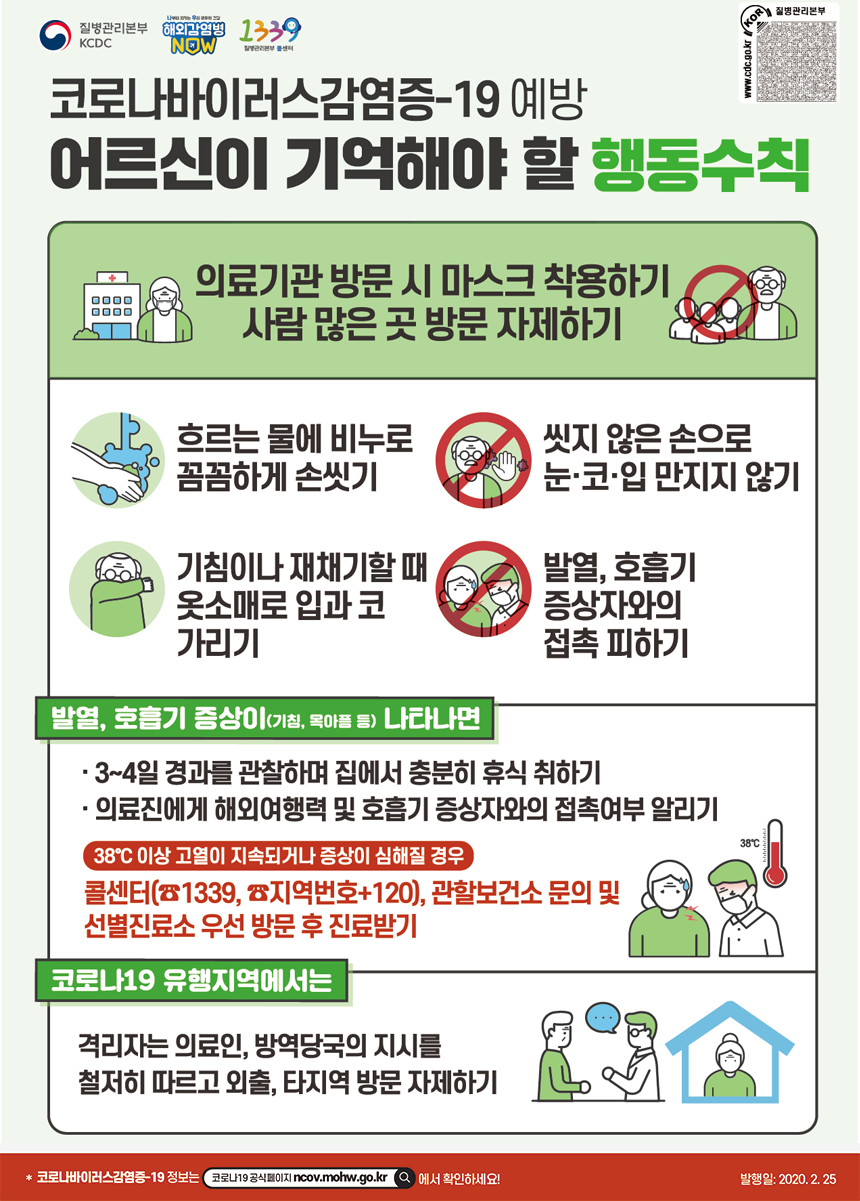 질병관리본부
KCDC
나부터 지키는 우리 모두의 건강
해외감염병
NOW
1339
질병관리본부 콜센터
KOR
질병관리본부
www.cdc.go.kr
코로나바이러스감염증-19 예방
어르신이 기억해야 할 행동수칙
의료기관 방문 시 마스크 착용하기
사람 많은 곳 방문 자제하기
흐르는 물에 비누로
꼼꼼하게 손씻기
씻지 않은 손으로
눈·코·입 만지지 않기
기침이나 재채기할 때
옷소매로 입과 코
가리기
발열, 호흡기
증상자와의
접촉 피하기
발열, 호흡기 증상이(기침, 목아픔 등) 나타나면
· 3~4일 경과를 관찰하며 집에서 충분히 휴식 취하기
· 의료진에게 해외여행력 및 호흡기 증상자와의 접촉여부 알리기
38℃ 이상 고열이 지속되거나 증상이 심해질 경우
콜센터(☎1339, ☎지역번호+120), 관할보건소 문의 및
선별진료소 우선 방문 후 진료받기
38℃
코로나19 유행지역에서는
격리자는 의료인, 방역당국의 지시를
철저히 따르고 외출, 타지역 방문 자제하기
* 코로나바이러스감염증-19 정보는 코로나19 공식페이지 ncov.mohw.go.kr 에서 확인하세요!
발행일: 2020. 2. 25